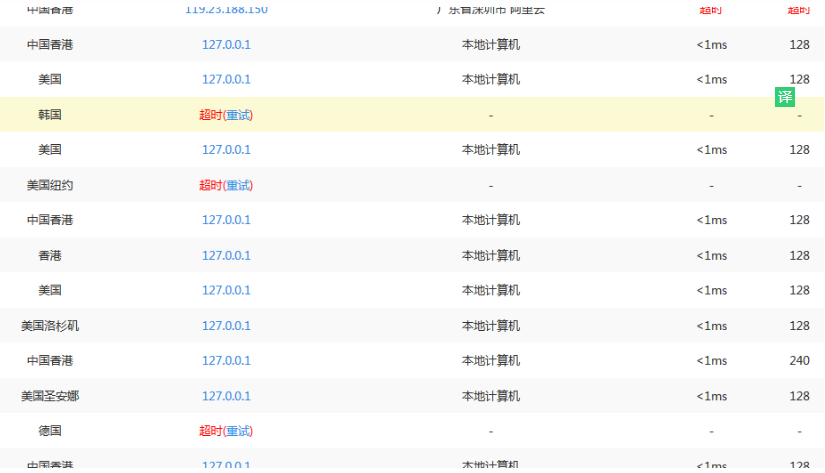 中国香港 119.23.188.150 广东省深圳市 阿里云 超时 超时
中国香港 127.0.0.1 本地计算机 <1ms 128
美国 127.0.0.1 本地计算机 <1ms 128
译
韩国 超时(重试) - - -
美国 127.0.0.1 本地计算机 <1ms 128
美国纽约 超时(重试) - - -
中国香港 127.0.0.1 本地计算机 <1ms 128
香港 127.0.0.1 本地计算机 <1ms 128
美国 127.0.0.1 本地计算机 <1ms 128
美国洛杉矶 127.0.0.1 本地计算机 <1ms 128
中国香港 127.0.0.1 本地计算机 <1ms 240
美国圣安娜 127.0.0.1 本地计算机 <1ms 128
德国 超时(重试) - - -
中国香港 127.0.0.1 本地计算机 <1ms 128